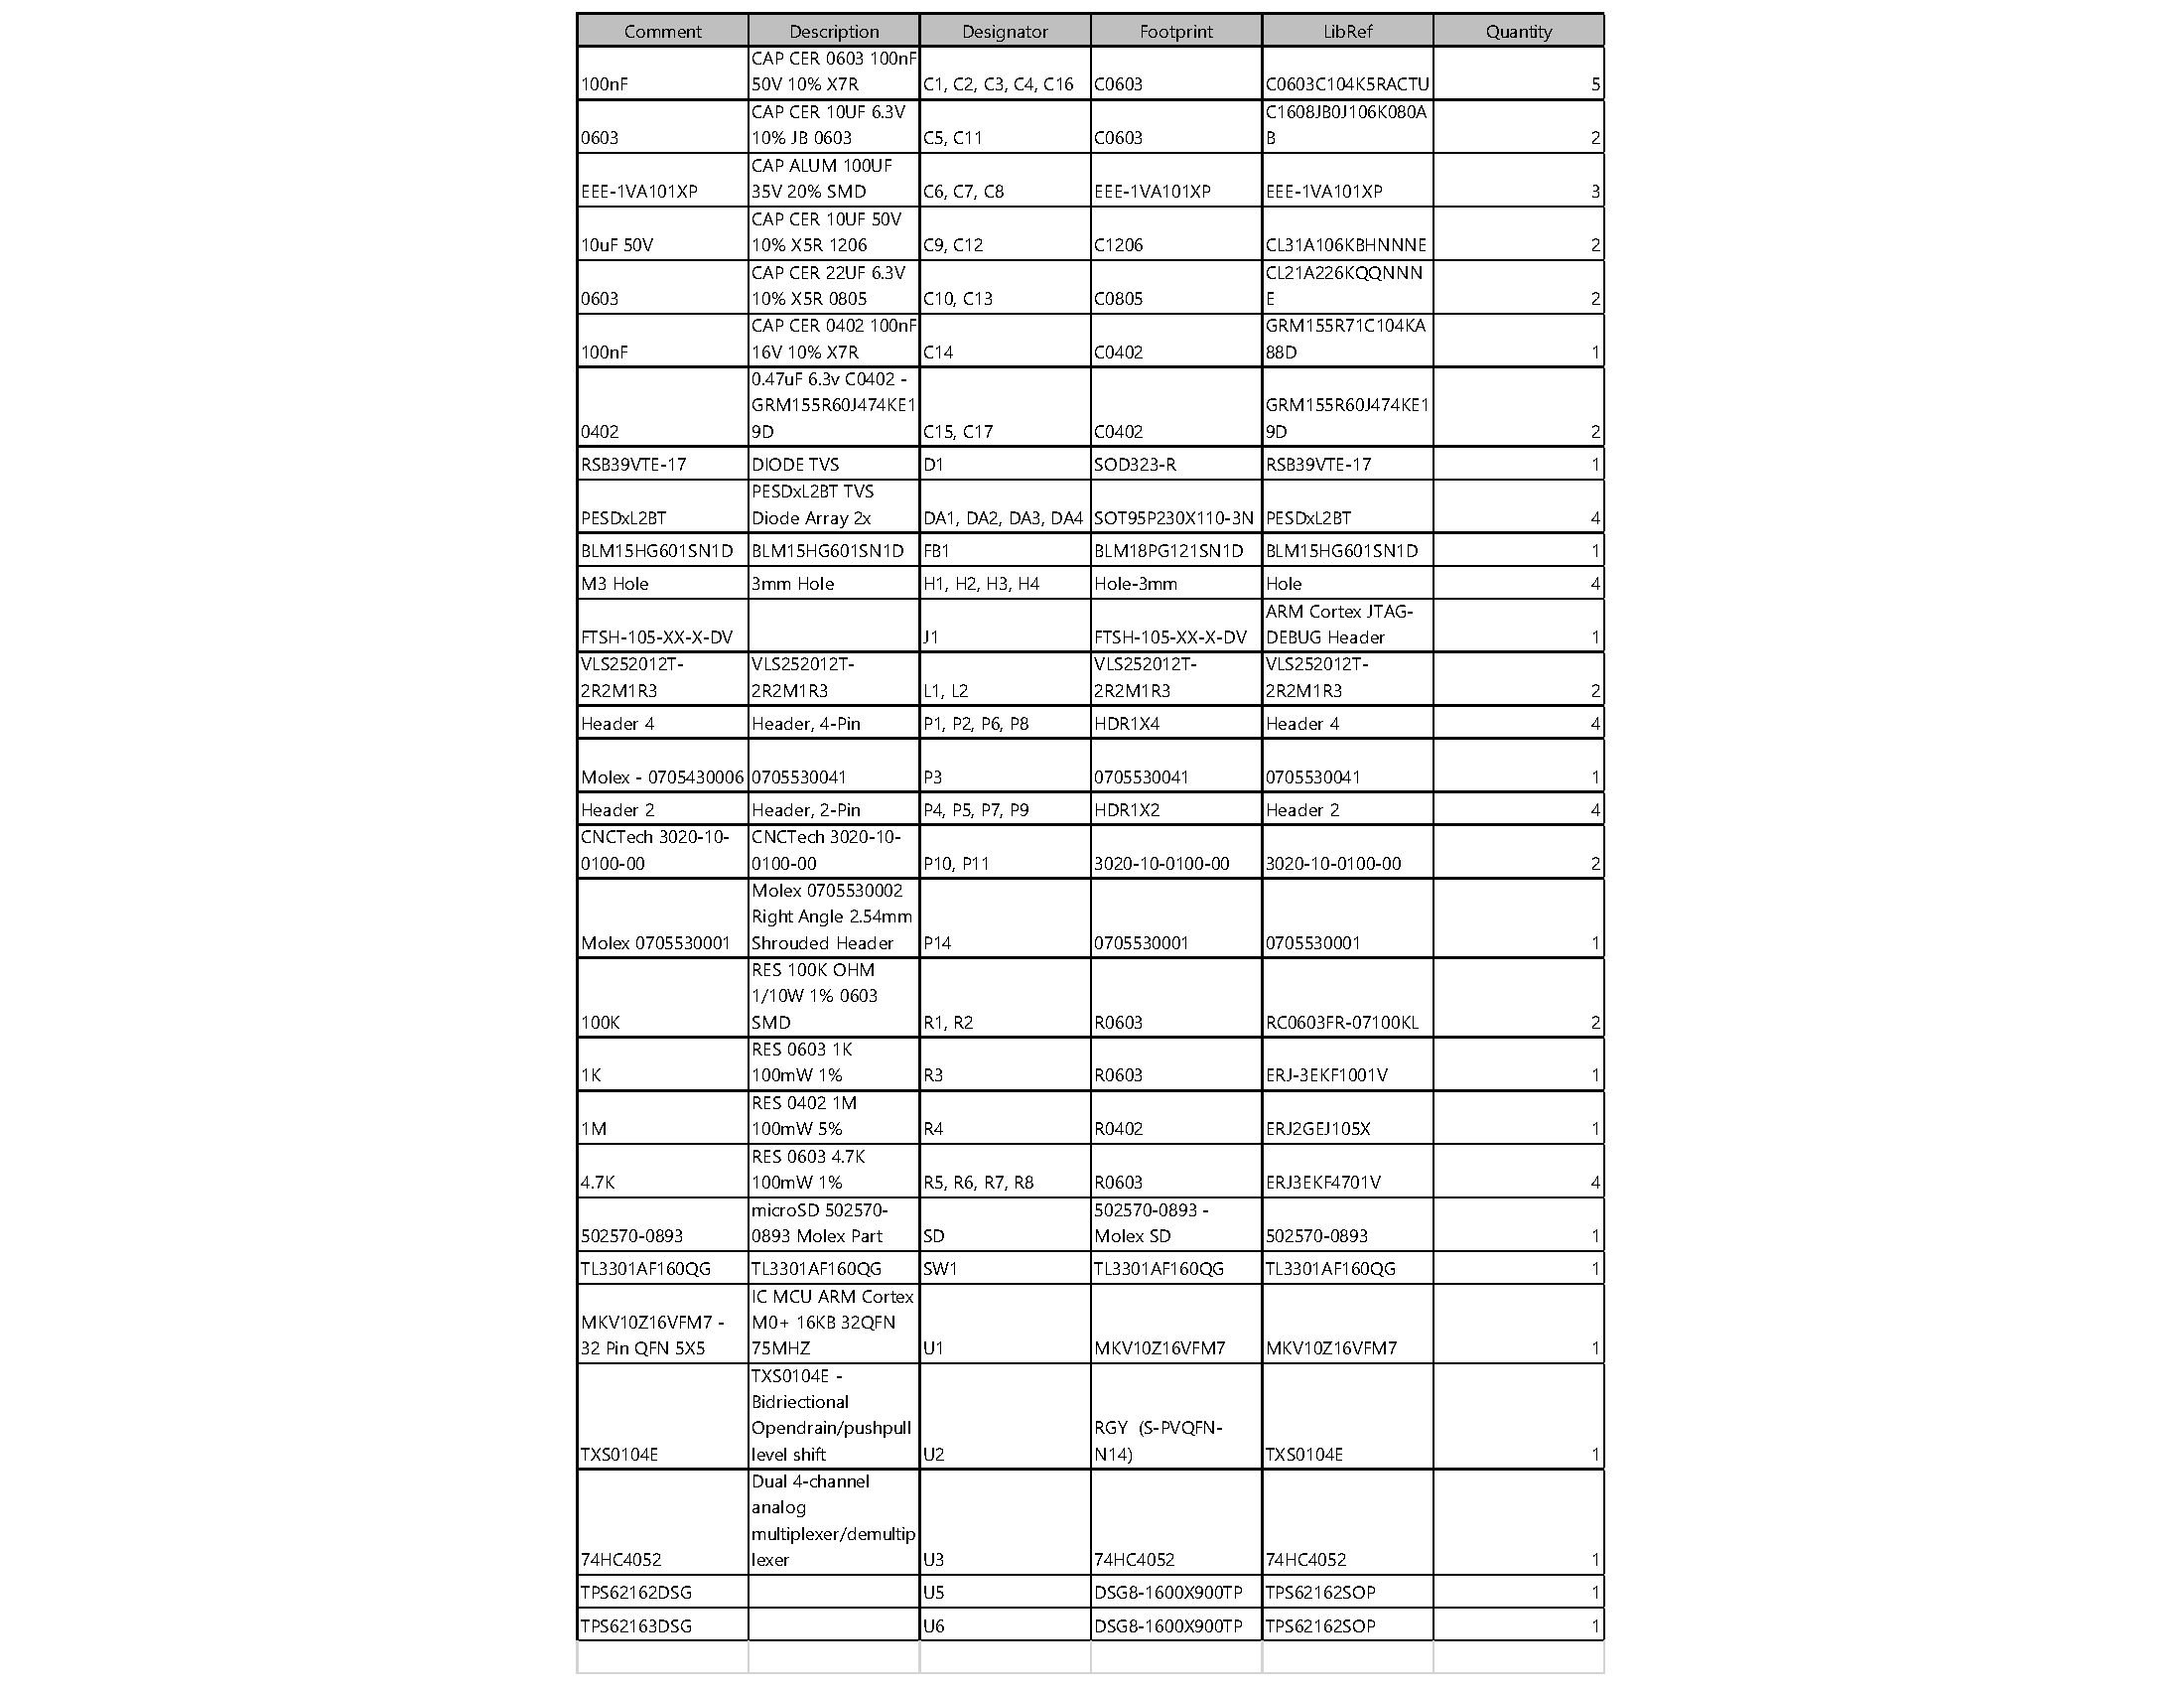 Comment Description Designator Footprint LibRef Quantity
CAP CER 0603 100nF
100nF 50V 10% X7R C1, C2, C3, C4, C16 C0603 C0603C104K5RACTU 5
CAP CER 10UF 6.3V C1608JB0J106K080A
0603 10% JB 0603 C5, C11 C0603 B 2
CAP ALUM 100UF
EEE-1VA101XP 35V 20% SMD C6, C7, C8 EEE-1VA101XP EEE-1VA101XP 3
CAP CER 10UF 50V
10uF 50V 10% X5R 1206 C9, C12 C1206 CL31A106KBHNNNE 2
CAP CER 22UF 6.3V CL21A226KQQNNN
0603 10% X5R 0805 C10, C13 C0805 E 2
CAP CER 0402 100nF GRM155R71C104KA
100nF 16V 10% X7R C14 C0402 88D 1
0.47uF 6.3v C0402 -
GRM155R60J474KE1 GRM155R60J474KE1
0402 9D C15, C17 C0402 9D 2
RSB39VTE-17 DIODE TVS D1 SOD323-R RSB39VTE-17 1
PESDxL2BT TVS
PESDxL2BT Diode Array 2x DA1, DA2, DA3, DA4 SOT95P230X110-3N PESDxL2BT 4
BLM15HG601SN1D BLM15HG601SN1D FB1 BLM18PG121SN1D BLM15HG601SN1D 1
M3 Hole 3mm Hole H1, H2, H3, H4 Hole-3mm Hole 4
ARM Cortex JTAG-
FTSH-105-XX-X-DV J1 FTSH-105-XX-X-DV DEBUG Header 1
VLS252012T- VLS252012T- VLS252012T- VLS252012T-
2R2M1R3 2R2M1R3 L1, L2 2R2M1R3 2R2M1R3 2
Header 4 Header, 4-Pin P1, P2, P6, P8 HDR1X4 Header 4 4
Molex - 0705430006 0705530041 P3 0705530041 0705530041 1
Header 2 Header, 2-Pin P4, P5, P7, P9 HDR1X2 Header 2 4
CNCTech 3020-10- CNCTech 3020-10-
0100-00 0100-00 P10, P11 3020-10-0100-00 3020-10-0100-00 2
Molex 0705530002
Right Angle 2.54mm
Molex 0705530001 Shrouded Header P14 0705530001 0705530001 1
RES 100K OHM
1/10W 1% 0603
100K SMD R1, R2 R0603 RC0603FR-07100KL 2
RES 0603 1K
1K 100mW 1% R3 R0603 ERJ-3EKF1001V 1
RES 0402 1M
1M 100mW 5% R4 R0402 ERJ2GEJ105X 1
RES 0603 4.7K
4.7K 100mW 1% R5, R6, R7, R8 R0603 ERJ3EKF4701V 4
microSD 502570- 502570-0893 -
502570-0893 0893 Molex Part SD Molex SD 502570-0893 1
TL3301AF160QG TL3301AF160QG SW1 TL3301AF160QG TL3301AF160QG 1
IC MCU ARM Cortex
MKV10Z16VFM7 - M0+ 16KB 32QFN
32 Pin QFN 5X5 75MHZ U1 MKV10Z16VFM7 MKV10Z16VFM7 1
TXS0104E -
Bidriectional
Opendrain/pushpull RGY (S-PVQFN-
TXS0104E level shift U2 N14) TXS0104E 1
Dual 4-channel
analog
multiplexer/demultip
74HC4052 lexer U3 74HC4052 74HC4052 1
TPS62162DSG U5 DSG8-1600X900TP TPS62162SOP 1
TPS62163DSG U6 DSG8-1600X900TP TPS62162SOP 1